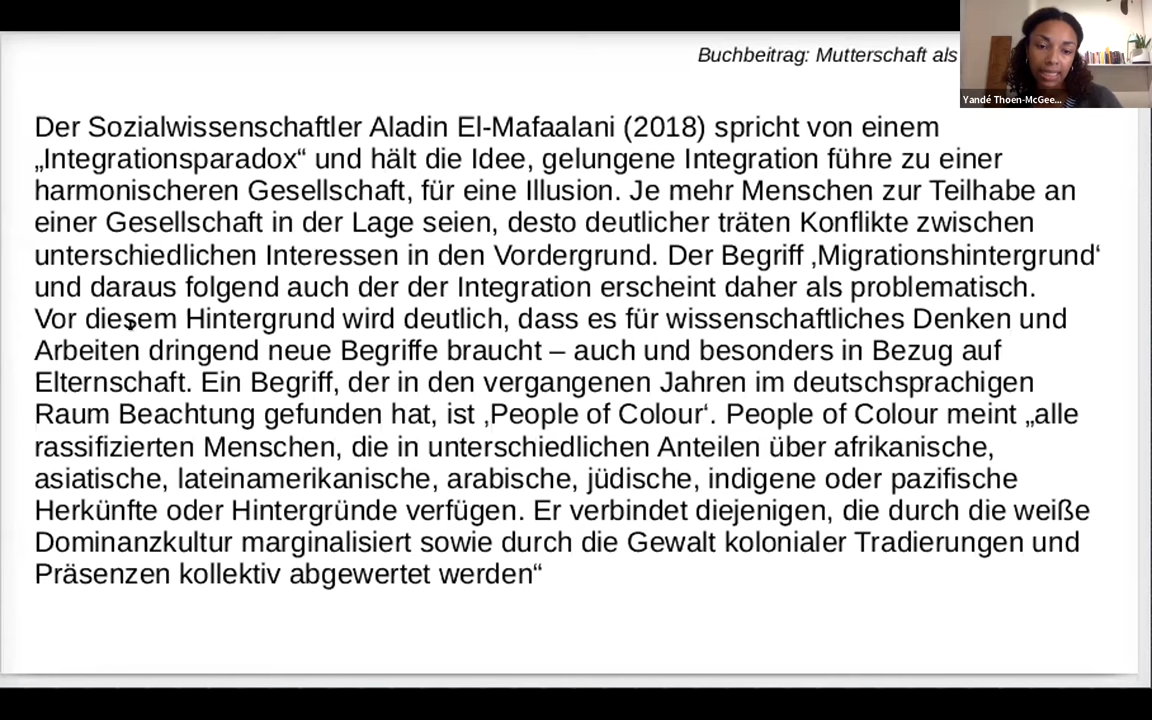 Buchbeitrag: Mutterschaft als
Yandé Thoen-McGee...
Der Sozialwissenschaftler Aladin El-Mafaalani (2018) spricht von einem
„Integrationsparadox“ und hält die Idee, gelungene Integration führe zu einer
harmonischeren Gesellschaft, für eine Illusion. Je mehr Menschen zur Teilhabe an
einer Gesellschaft in der Lage seien, desto deutlicher träten Konflikte zwischen
unterschiedlichen Interessen in den Vordergrund. Der Begriff ‚Migrationshintergrund‘
und daraus folgend auch der der Integration erscheint daher als problematisch.
Vor diesem Hintergrund wird deutlich, dass es für wissenschaftliches Denken und
Arbeiten dringend neue Begriffe braucht – auch und besonders in Bezug auf
Elternschaft. Ein Begriff, der in den vergangenen Jahren im deutschsprachigen
Raum Beachtung gefunden hat, ist ‚People of Colour‘. People of Colour meint „alle
rassifizierten Menschen, die in unterschiedlichen Anteilen über afrikanische,
asiatische, lateinamerikanische, arabische, jüdische, indigene oder pazifische
Herkünfte oder Hintergründe verfügen. Er verbindet diejenigen, die durch die weiße
Dominanzkultur marginalisiert sowie durch die Gewalt kolonialer Tradierungen und
Präsenzen kollektiv abgewertet werden“